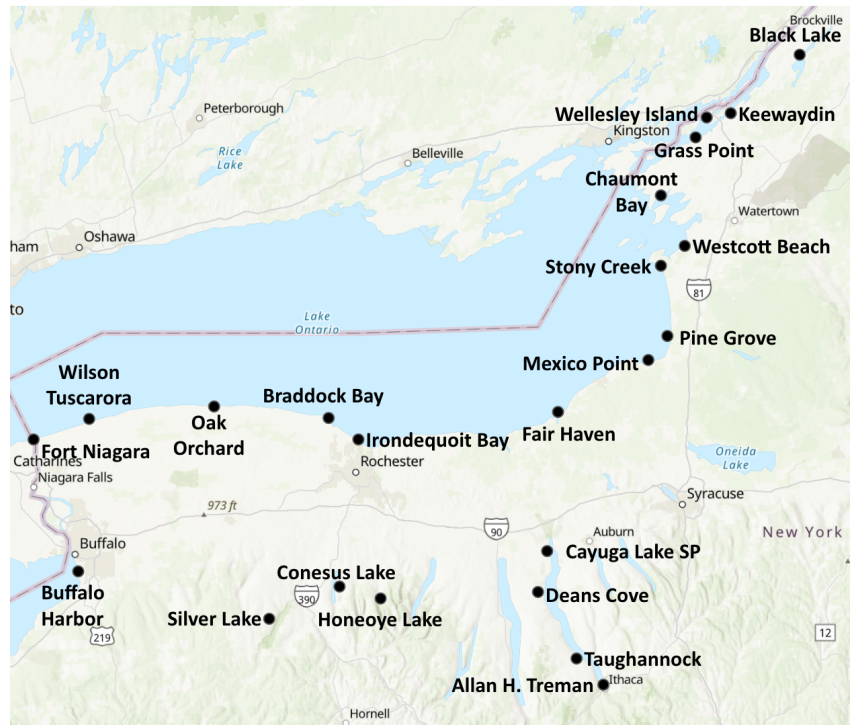 Brockville
Black Lake
Peterborough
Wellesley Island
Keewaydin
Kingston
Grass Point
Rice
Lake
Belleville
Chaumont
Bay
Watertown
Oshawa
ham
Westcott Beach
Stony Creek
81
to
Lake
Ontario
Pine Grove
Mexico Point
Wilson
Tuscarora
Braddock Bay
Oak
Orchard
Fair Haven
Irondequoit Bay
Fort Niagara
Catharines
Rochester
Niagara Falls
Oneida
Lake
Syracuse
973 ft
90
Auburn
New York
Buffalo
Cayuga Lake SP
Buffalo
Harbor
Conesus Lake
390
Deans Cove
Silver Lake
Honeoye Lake
219
12
Taughannock
Allan H. Treman
Ithaca
Hornell